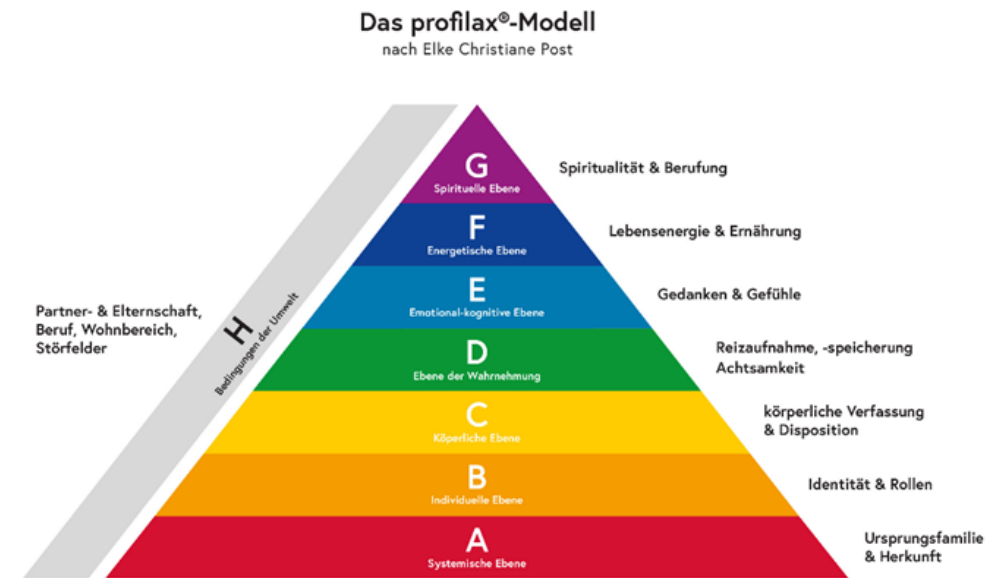 Das profilax®-Modell
nach Elke Christiane Post
G
Spirituelle Ebene
Spiritualität & Berufung
F
Energetische Ebene
Lebensenergie & Ernährung
E
Emotional-kognitive Ebene
Gedanken & Gefühle
Partner- & Elternschaft,
Beruf, Wohnbereich,
Störfelder
H
Bedingungen der Umwelt
D
Ebene der Wahrnehmung
Reizaufnahme, -speicherung
Achtsamkeit
C
Köperliche Ebene
körperliche Verfassung
& Disposition
B
Individuelle Ebene
Identität & Rollen
A
Systemische Ebene
Ursprungsfamilie
& Herkunft